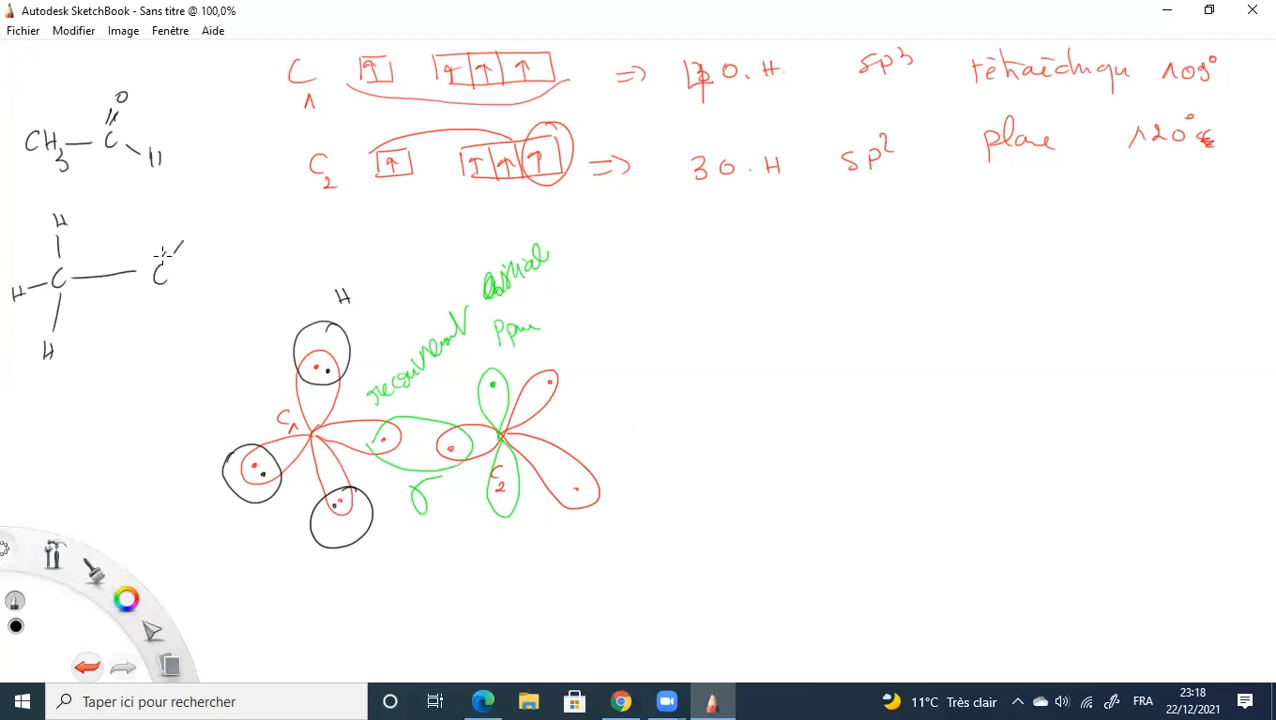 Autodesk SketchBook - Sans titre @ 100,0%
Fichier Modifier Image Fenêtre Aide
C1 ↑ ↑ ↑ ↑ => O.H. sp3 tétraédrique 109°
C2 ↑ ↑ ↑ ↑ => 3 O.H sp2 plane 120°
O
CH3 C H
H
H C C
H
H
recouvrement axial
P pure
C1
C2
σ
Taper ici pour rechercher
11°C Très clair
FRA
23:18
22/12/2021